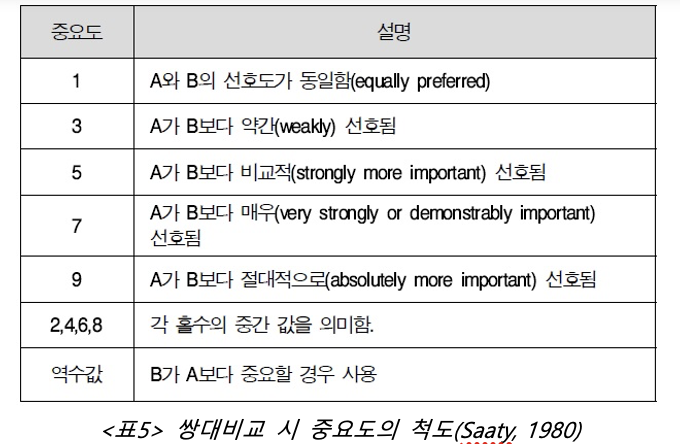 중요도 설명
1 A와 B의 선호도가 동일함(equally preferred)
3 A가 B보다 약간(weakly) 선호됨
5 A가 B보다 비교적(strongly more important) 선호됨
7 A가 B보다 매우(very strongly or demonstrably important)
선호됨
9 A가 B보다 절대적으로(absolutely more important) 선호됨
2,4,6,8 각 홀수의 중간 값을 의미함.
역수값 B가 A보다 중요할 경우 사용
<표5> 쌍대비교 시 중요도의 척도(Saaty, 1980)